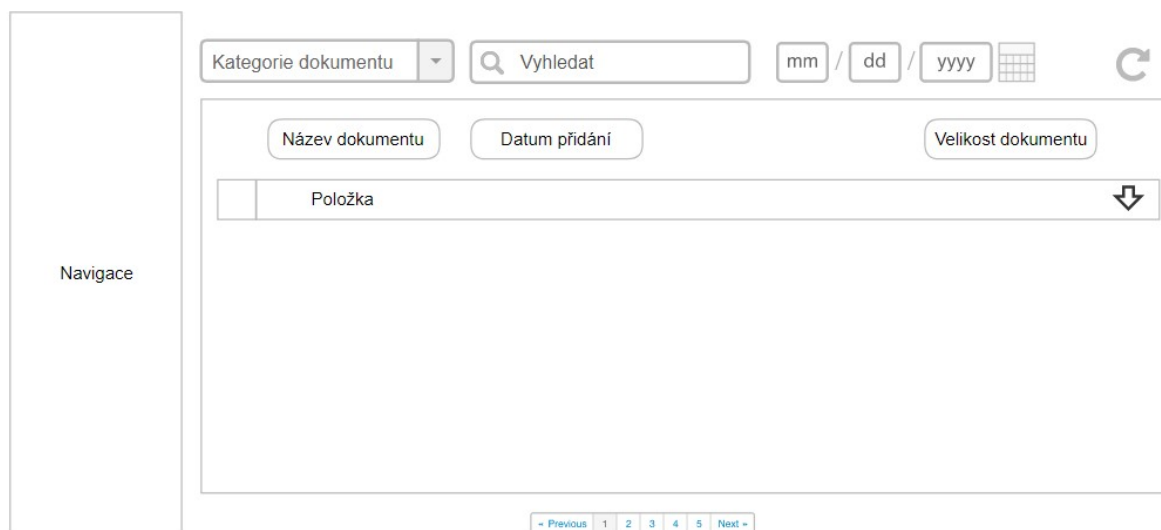 Kategorie dokumentu Vyhledat mm / dd / yyyy
Název dokumentu Datum přidání Velikost dokumentu
Položka
Navigace
« Previous 1 2 3 4 5 Next »